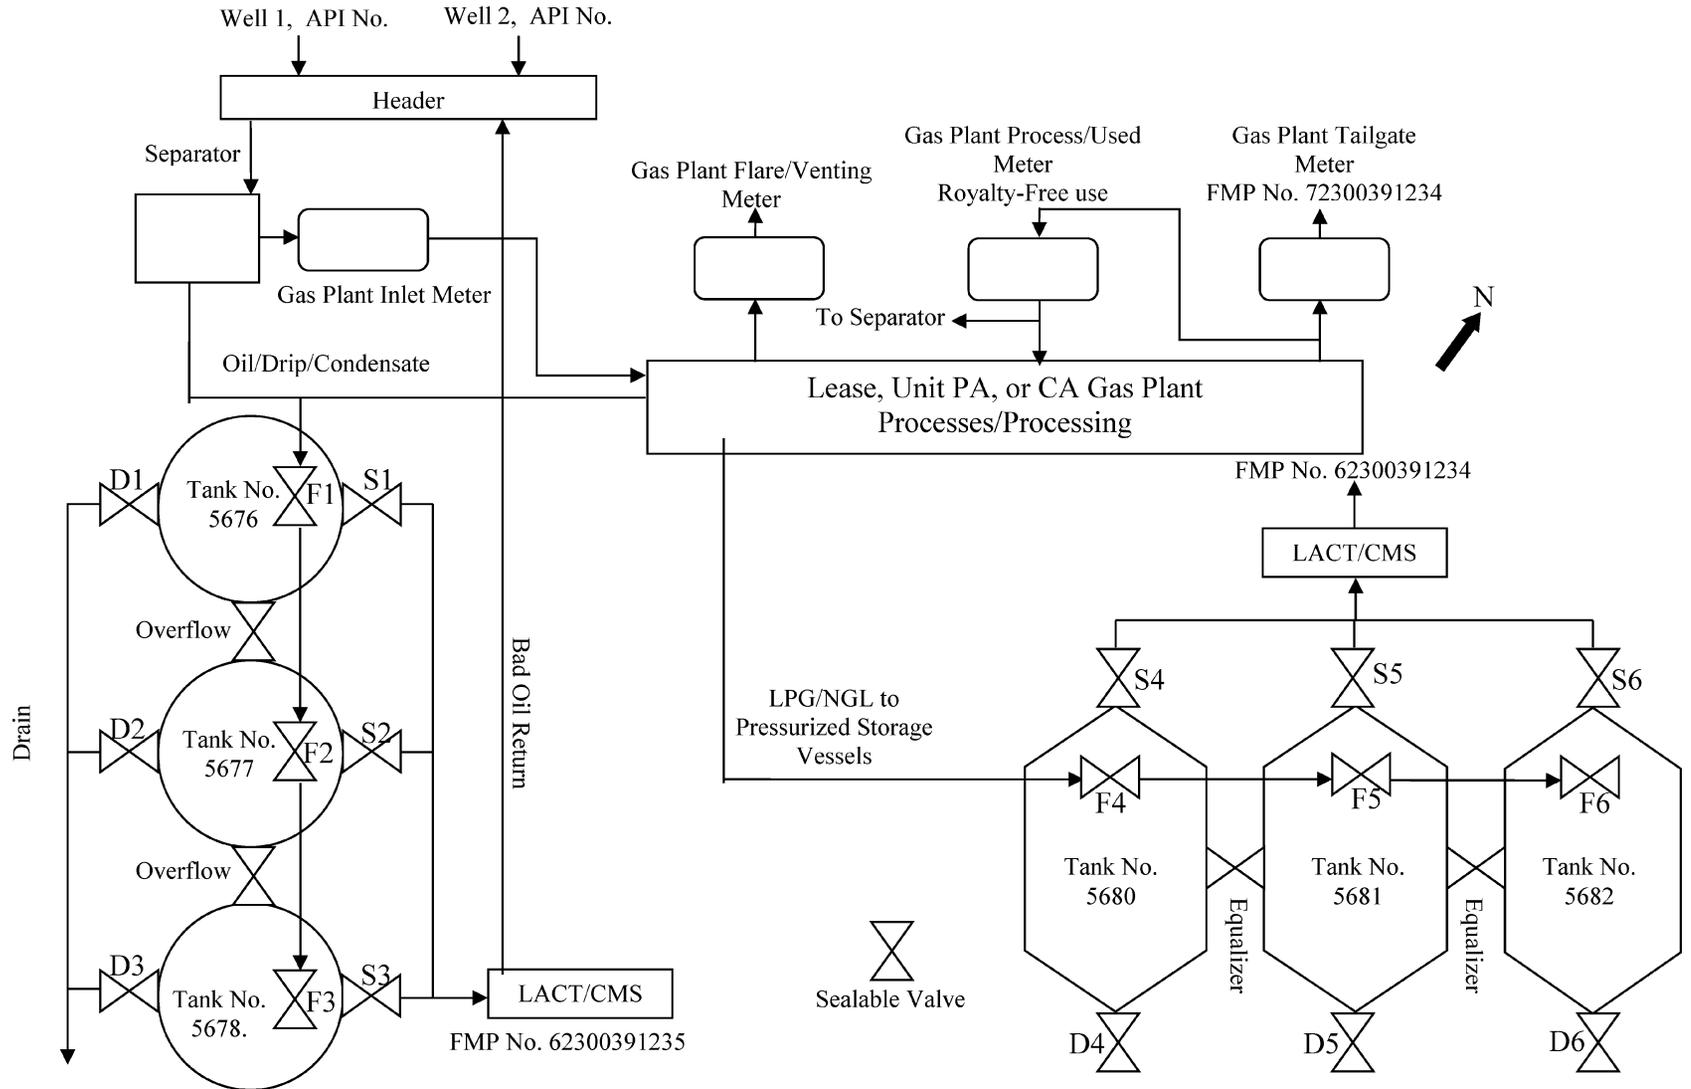 Well 1,  API No.
Well 2,  API No.
Header
Separator
Gas Plant Inlet Meter
Gas Plant Flare/Venting
Meter
Gas Plant Process/Used
Meter
Royalty-Free use
Gas Plant Tailgate
Meter
FMP No. 72300391234
To Separator
N
Oil/Drip/Condensate
Lease, Unit PA, or CA Gas Plant
Processes/Processing
FMP No. 62300391234
LACT/CMS
D1
Tank No.
5676
F1
S1
Overflow
Drain
D2
Tank No.
5677
F2
S2
Overflow
D3
Tank No.
5678.
F3
S3
Bad Oil Return
LACT/CMS
FMP No. 62300391235
LPG/NGL to
Pressurized Storage
Vessels
S4
S5
S6
F4
F5
F6
Tank No.
5680
Tank No.
5681
Tank No.
5682
Equalizer
Equalizer
Sealable Valve
D4
D5
D6